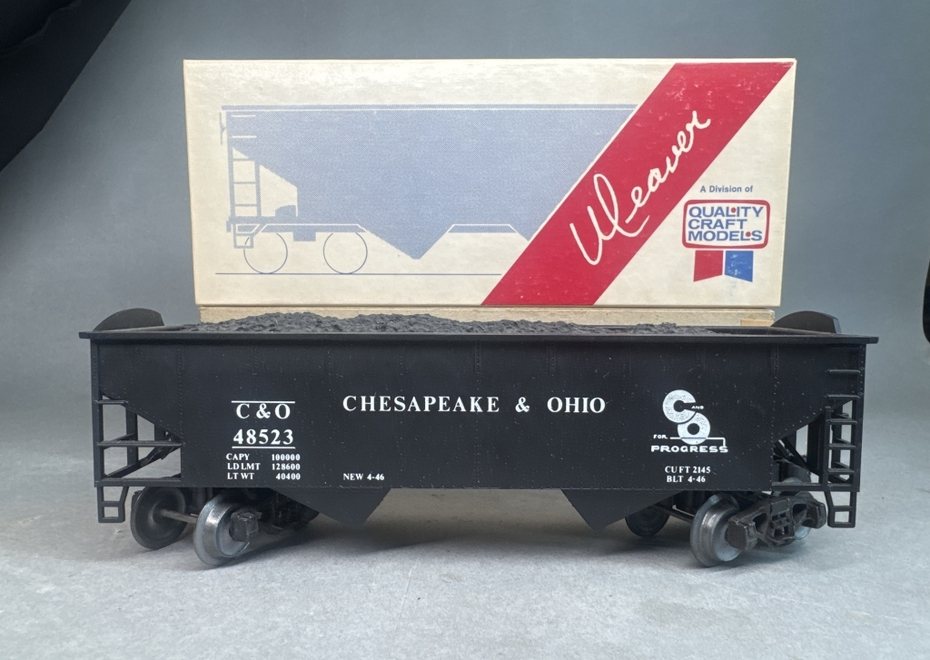 Weaver
A Division of
QUALITY
CRAFT
MODELS
C & O
48523
CAPY 100000
LD LMT 128600
LT WT 40400
CHESAPEAKE & OHIO
NEW 4-46
C AND O
FOR
PROGRESS
CU FT 2145
BLT 4-46